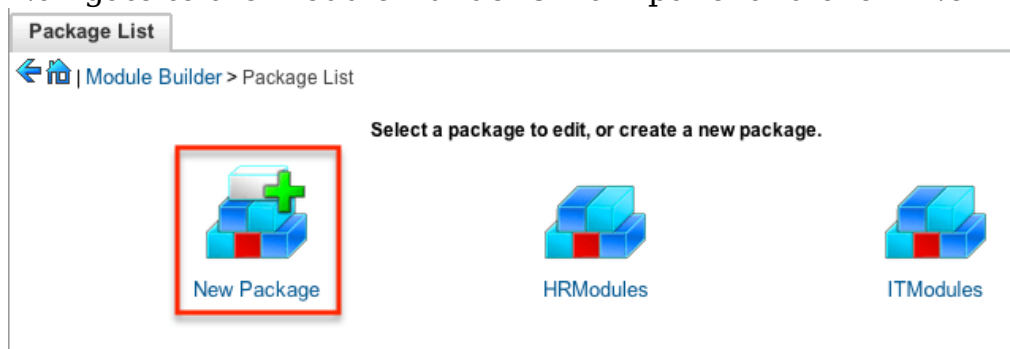 Package List
| Module Builder > Package List
Select a package to edit, or create a new package.
New Package
HRModules
ITModules